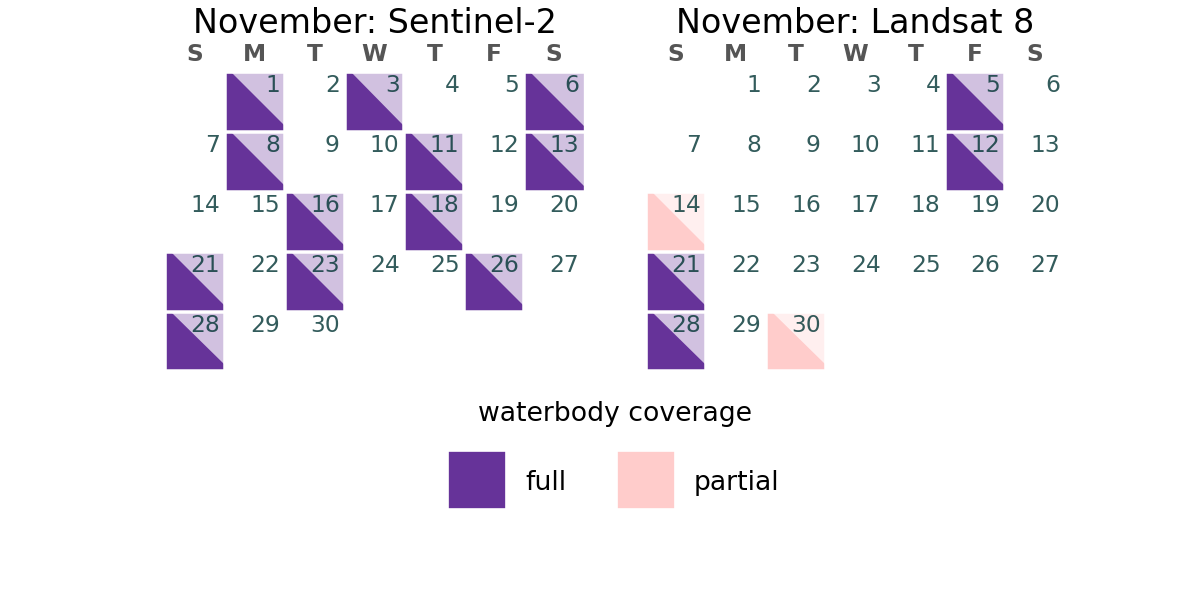 November: Sentinel-2
S M T W T F S
1 2 3 4 5 6
7 8 9 10 11 12 13
14 15 16 17 18 19 20
21 22 23 24 25 26 27
28 29 30
November: Landsat 8
S M T W T F S
1 2 3 4 5 6
7 8 9 10 11 12 13
14 15 16 17 18 19 20
21 22 23 24 25 26 27
28 29 30
waterbody coverage
full partial